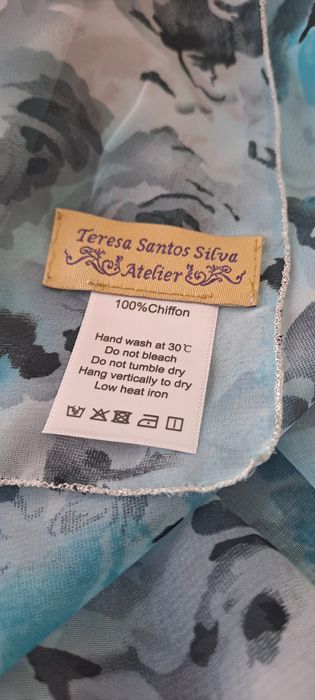 Teresa Santos Silva
Atelier
100%Chiffon
Hand wash at 30℃
Do not bleach
Do not tumble dry
Hang vertically to dry
Low heat iron